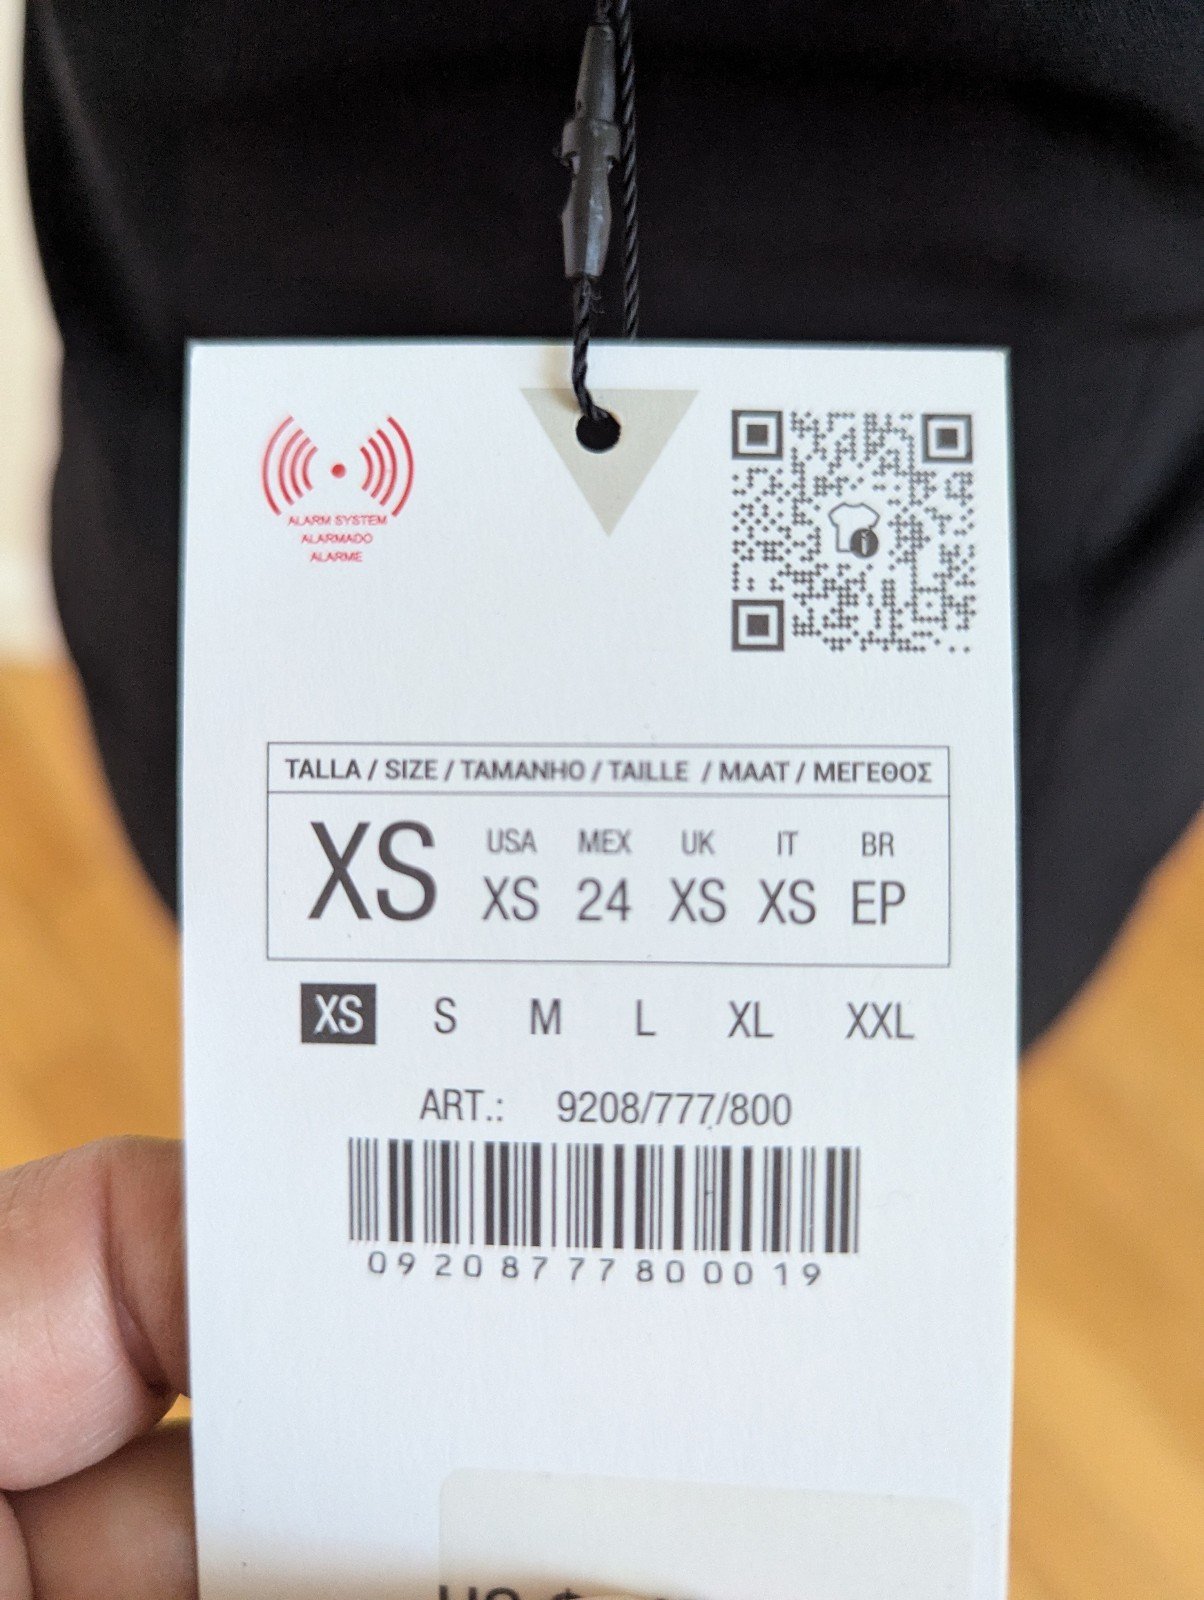 ALARM SYSTEM
ALARMADO
ALARME
TALLA / SIZE / TAMANHO / TAILLE / MAAT / ΜΕΓΕΘΟΣ
XS
USA MEX UK IT BR
XS 24 XS XS EP
XS S M L XL XXL
ART.: 9208/777/800
09208777800019